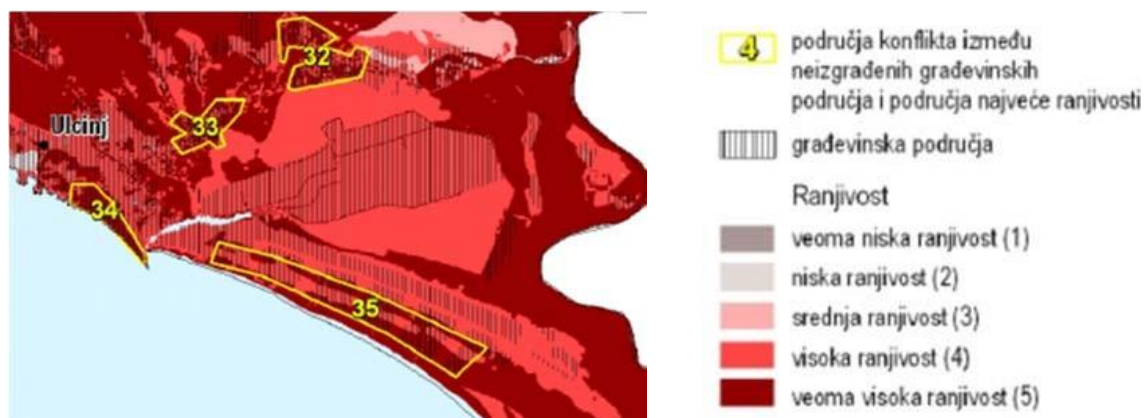 32
33
Ulcinj
34
35
4
područja konflikta između
neizgrađenih građevinskih
područja i područja najveće ranjivosti
građevinska područja
Ranjivost
veoma niska ranjivost (1)
niska ranjivost (2)
srednja ranjivost (3)
visoka ranjivost (4)
veoma visoka ranjivost (5)